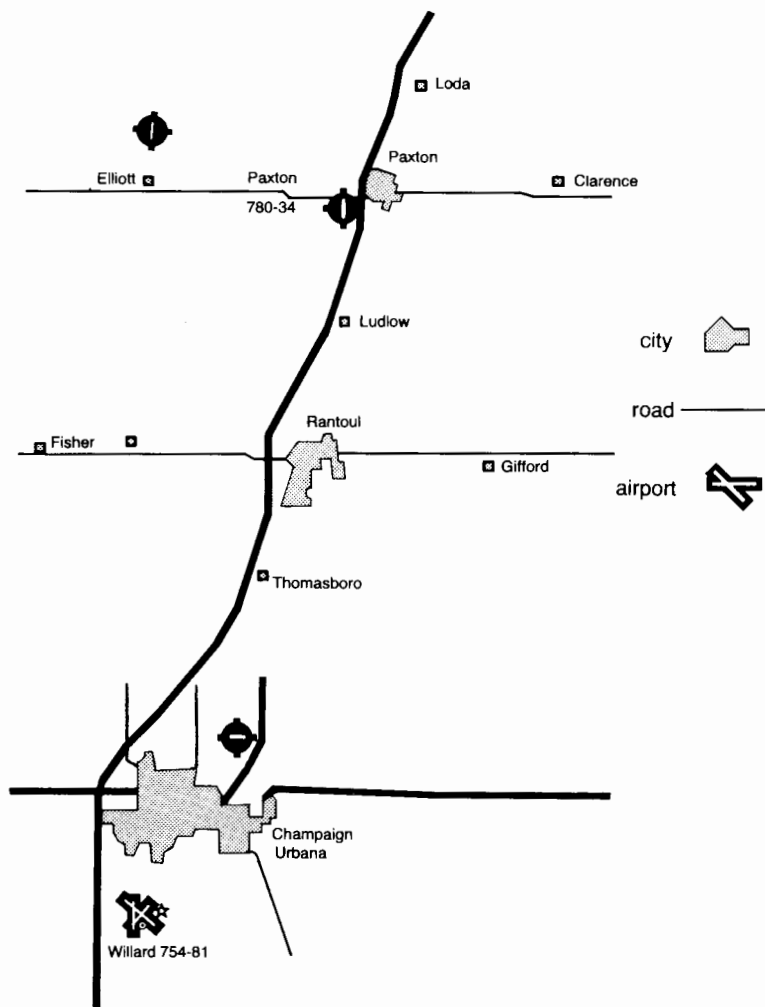 Loda
Paxton
Elliott
Paxton
780-34
Clarence
Ludlow
city
Rantoul
road
Fisher
Gifford
airport
Thomasboro
Champaign
Urbana
Willard 754-81